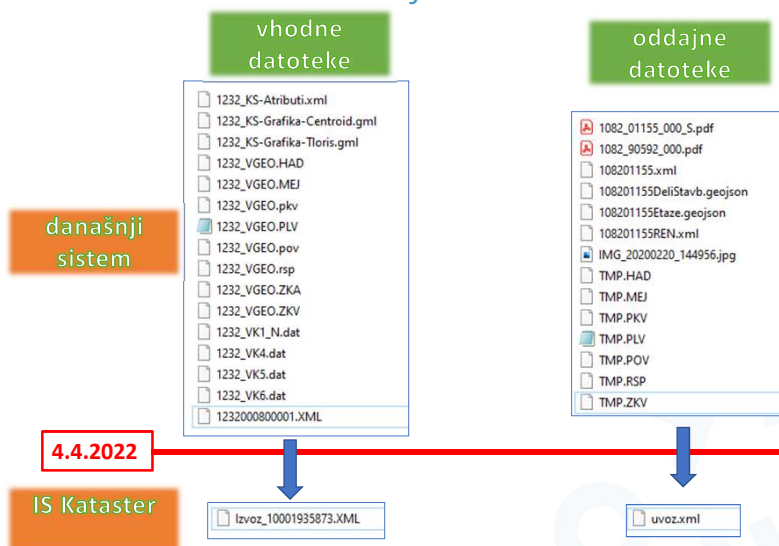 vhodne
datoteke
oddajne
datoteke
1232_KS-Atributi.xml
1232_KS-Grafika-Centroid.gml
1232_KS-Grafika-Tloris.gml
1232_VGEO.HAD
1232_VGEO.MEJ
1232_VGEO.pkv
1232_VGEO.PLV
1232_VGEO.pov
1232_VGEO.rsp
1232_VGEO.ZKA
1232_VGEO.ZKV
1232_VK1_N.dat
1232_VK4.dat
1232_VK5.dat
1232_VK6.dat
1232000800001.XML
1082_01155_000_S.pdf
1082_90592_000.pdf
108201155.xml
108201155DeliStavb.geojson
108201155Etaze.geojson
108201155REN.xml
IMG_20200220_144956.jpg
TMP.HAD
TMP.MEJ
TMP.PKV
TMP.PLV
TMP.POV
TMP.RSP
TMP.ZKV
današnji
sistem
4.4.2022
IS Kataster
Izvoz_10001935873.XML
uvoz.xml